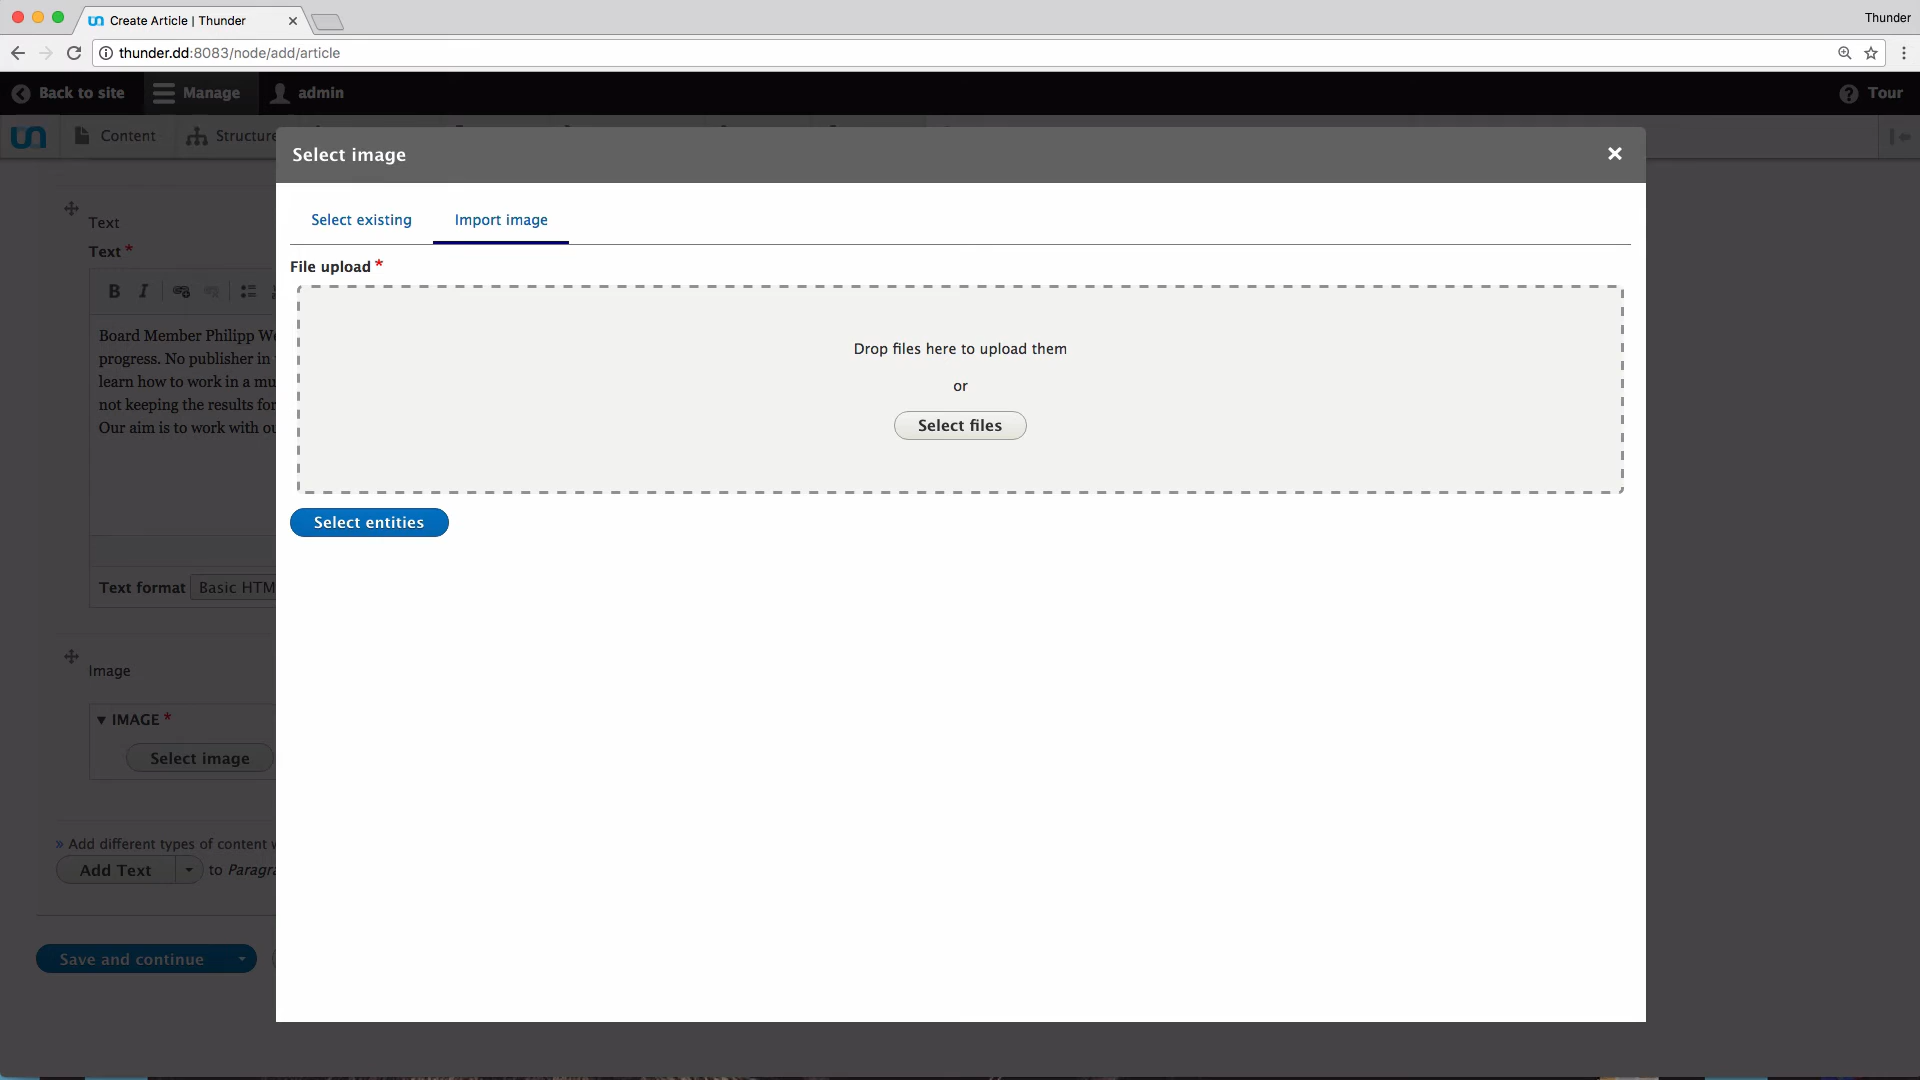 Create Article | Thunder
Thunder
thunder.dd:8083/node/add/article
Back to site
Manage
admin
Tour
Content
Structure
Select image
Select existing
Import image
File upload *
Drop files here to upload them
or
Select files
Select entities
Text
Text *
B I
Board Member Philipp We
progress. No publisher in
learn how to work in a mu
not keeping the results for
Our aim is to work with ou
Text format Basic HTM
Image
IMAGE *
Select image
» Add different types of content w
Add Text to Paragra
Save and continue